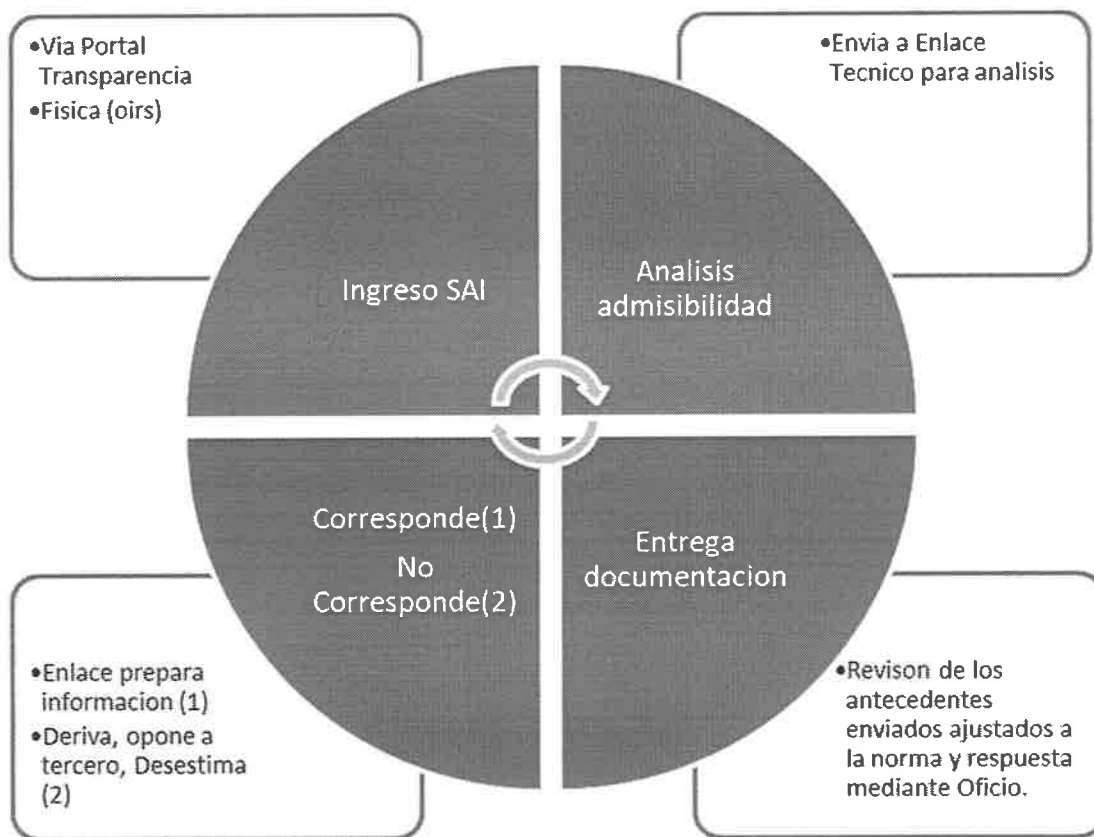 •Via Portal
Transparencia
•Fisica (oirs)
•Envia a Enlace
Tecnico para analisis
Ingreso SAI
Analisis
admisibilidad
Corresponde(1)
No
Corresponde(2)
Entrega
documentacion
•Enlace prepara
informacion (1)
•Deriva, opone a
tercero, Desestima
(2)
•Revison de los
antecedentes
enviados ajustados a
la norma y respuesta
mediante Oficio.